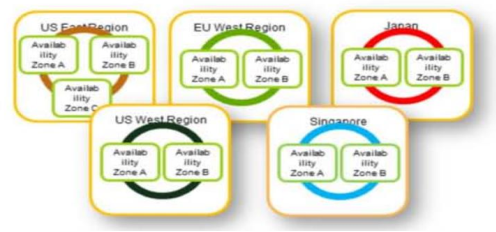 US East Region
Availab
ility
Zone A
Availab
ility
Zone B
Availab
ility
Zone C
EU West Region
Availab
ility
Zone A
Availab
ility
Zone B
Japan
Availab
ility
Zone A
Availab
ility
Zone B
US West Region
Availab
ility
Zone A
Availab
ility
Zone B
Singapore
Availab
ility
Zone A
Availab
ility
Zone B